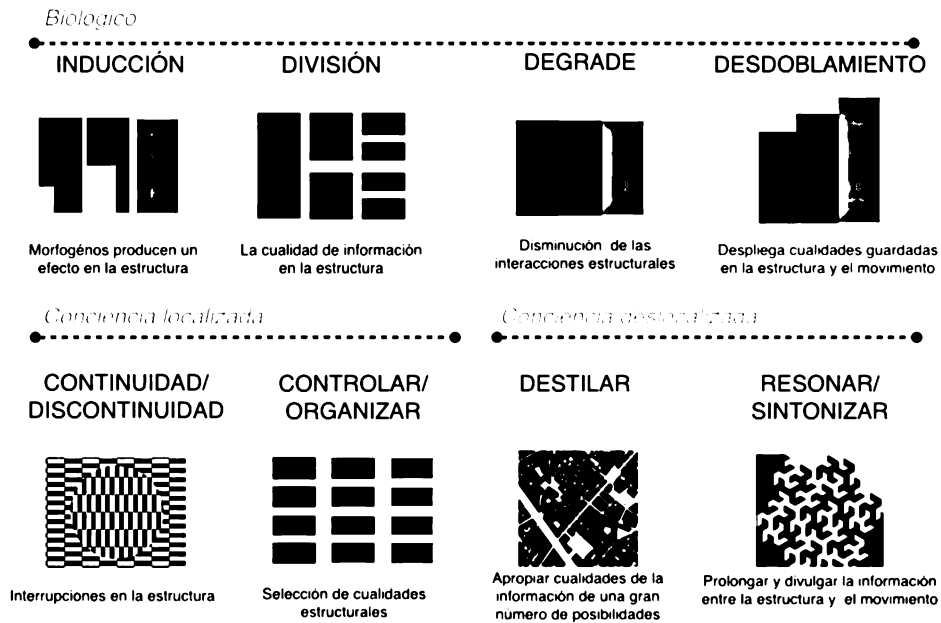 Biologico
INDUCCIÓN
DIVISIÓN
DEGRADE
DESDOBLAMIENTO
Morfogénos producen un
efecto en la estructura
La cualidad de información
en la estructura
Disminución de las
interacciones estructurales
Despliega cualidades guardadas
en la estructura y el movimiento
Conciencia localizada
Conciencia deslocalizada
CONTINUIDAD/
DISCONTINUIDAD
CONTROLAR/
ORGANIZAR
DESTILAR
RESONAR/
SINTONIZAR
Interrupciones en la estructura
Selección de cualidades
estructurales
Apropiar cualidades de la
información de una gran
número de posibilidades
Prolongar y divulgar la información
entre la estructura y el movimiento